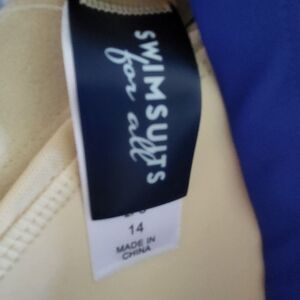 SWIMSUITS
for all
14
MADE IN
CHINA